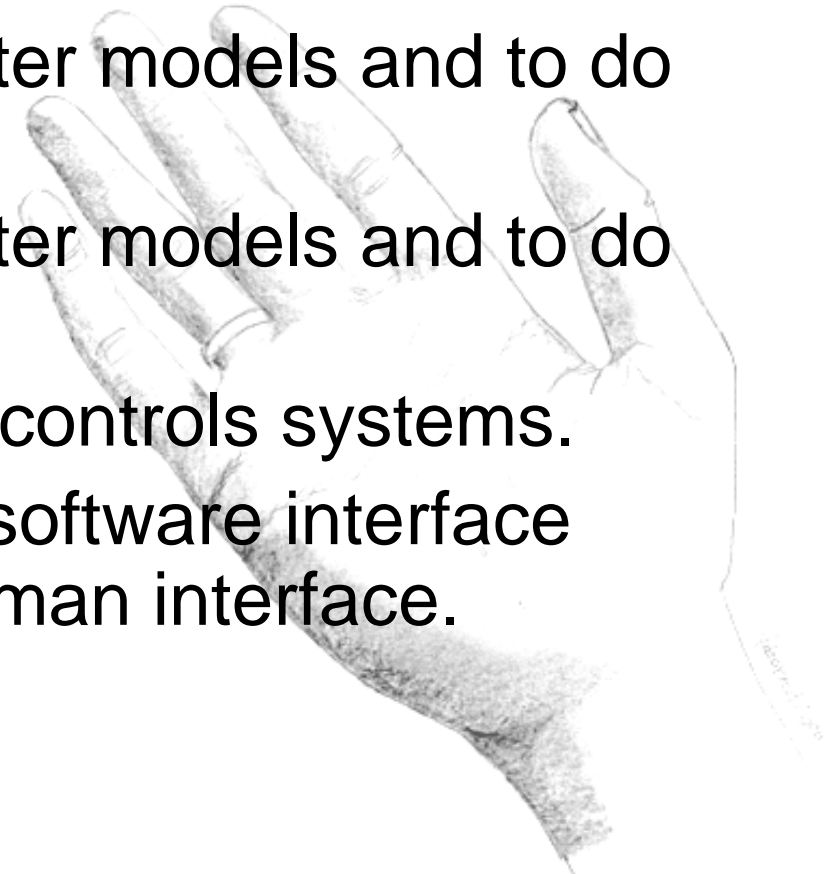 ter models and to do
ter models and to do
controls systems.
software interface
man interface.